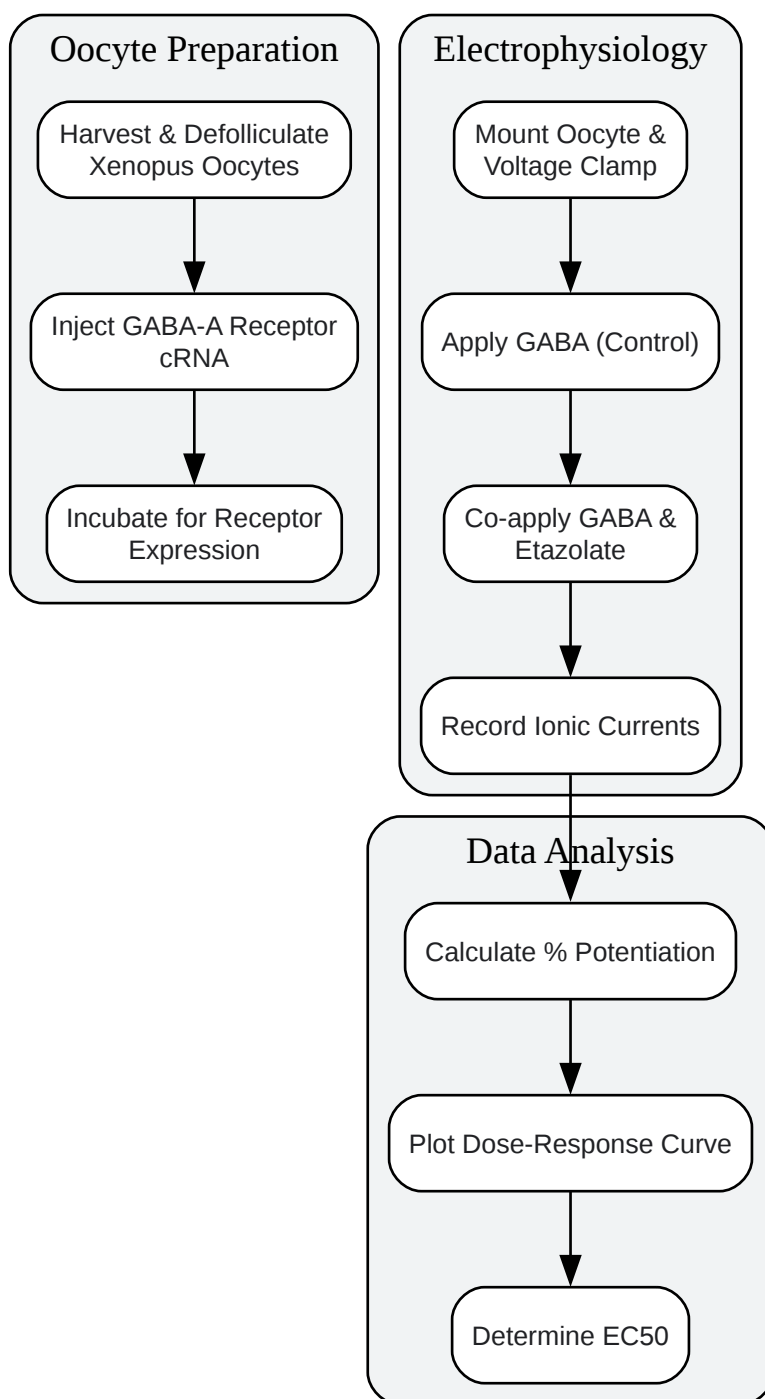 Oocyte Preparation
Harvest & Defolliculate
Xenopus Oocytes
Inject GABA-A Receptor
cRNA
Incubate for Receptor
Expression
Electrophysiology
Mount Oocyte &
Voltage Clamp
Apply GABA (Control)
Co-apply GABA &
Etazolate
Record Ionic Currents
Data Analysis
Calculate % Potentiation
Plot Dose-Response Curve
Determine EC50